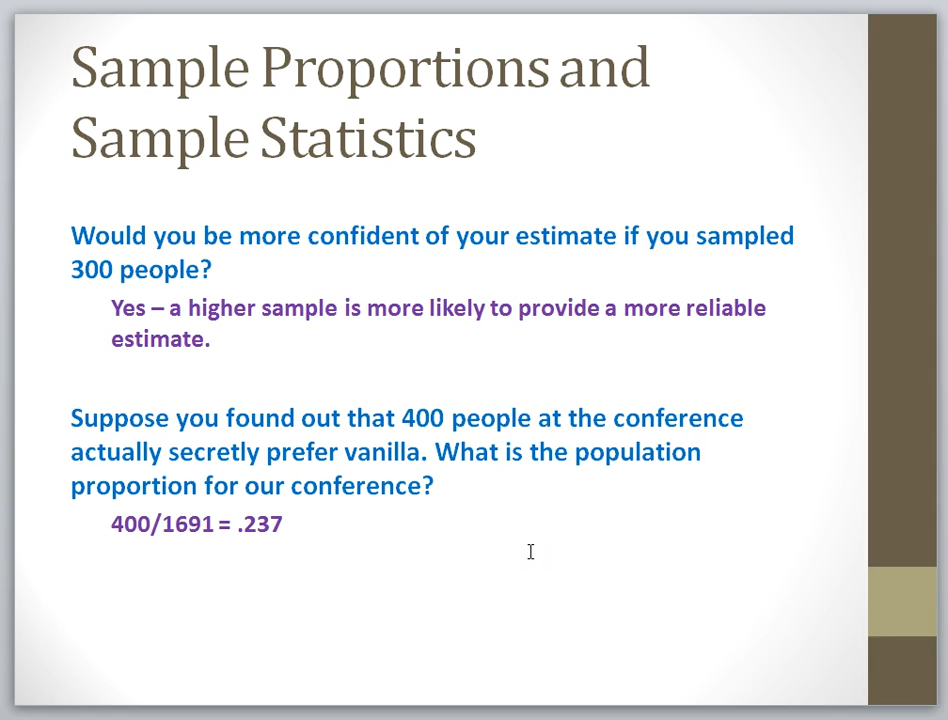 Sample Proportions and
Sample Statistics
Would you be more confident of your estimate if you sampled
300 people?
Yes – a higher sample is more likely to provide a more reliable
estimate.
Suppose you found out that 400 people at the conference
actually secretly prefer vanilla. What is the population
proportion for our conference?
400/1691 = .237